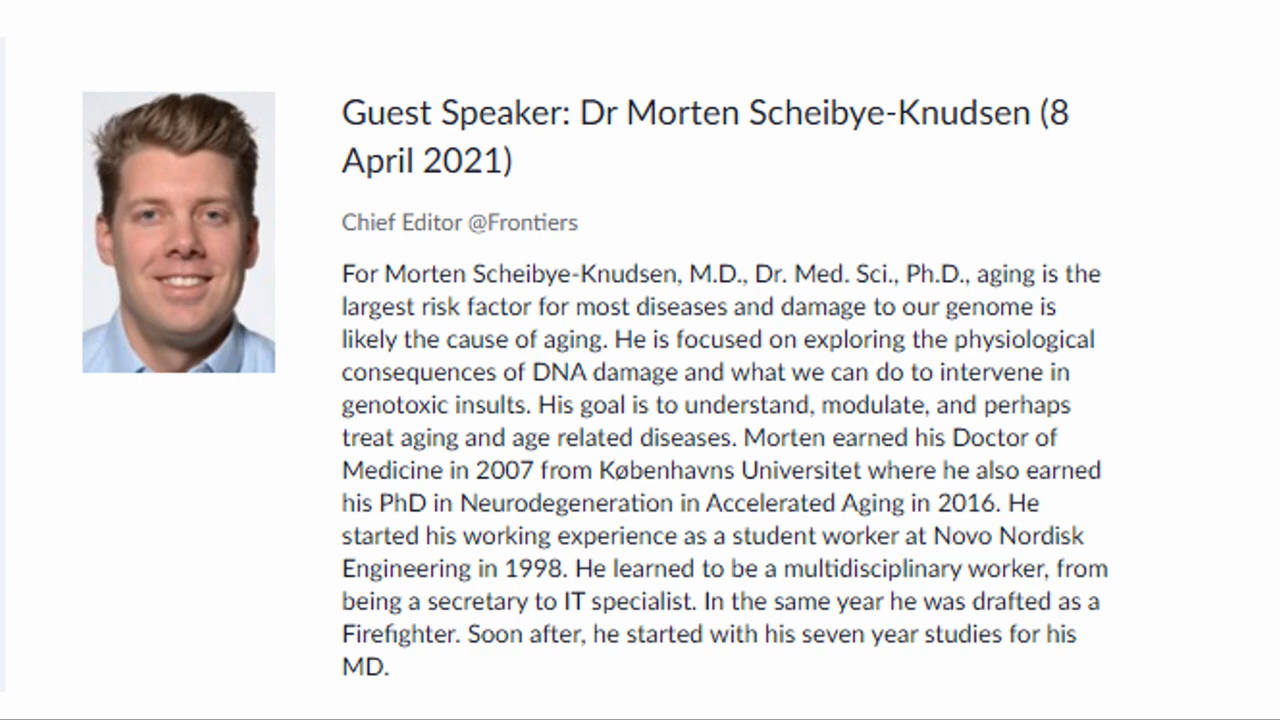 Guest Speaker: Dr Morten Scheibye-Knudsen (8
April 2021)
Chief Editor @Frontiers
For Morten Scheibye-Knudsen, M.D., Dr. Med. Sci., Ph.D., aging is the
largest risk factor for most diseases and damage to our genome is
likely the cause of aging. He is focused on exploring the physiological
consequences of DNA damage and what we can do to intervene in
genotoxic insults. His goal is to understand, modulate, and perhaps
treat aging and age related diseases. Morten earned his Doctor of
Medicine in 2007 from Københavns Universitet where he also earned
his PhD in Neurodegeneration in Accelerated Aging in 2016. He
started his working experience as a student worker at Novo Nordisk
Engineering in 1998. He learned to be a multidisciplinary worker, from
being a secretary to IT specialist. In the same year he was drafted as a
Firefighter. Soon after, he started with his seven year studies for his
MD.